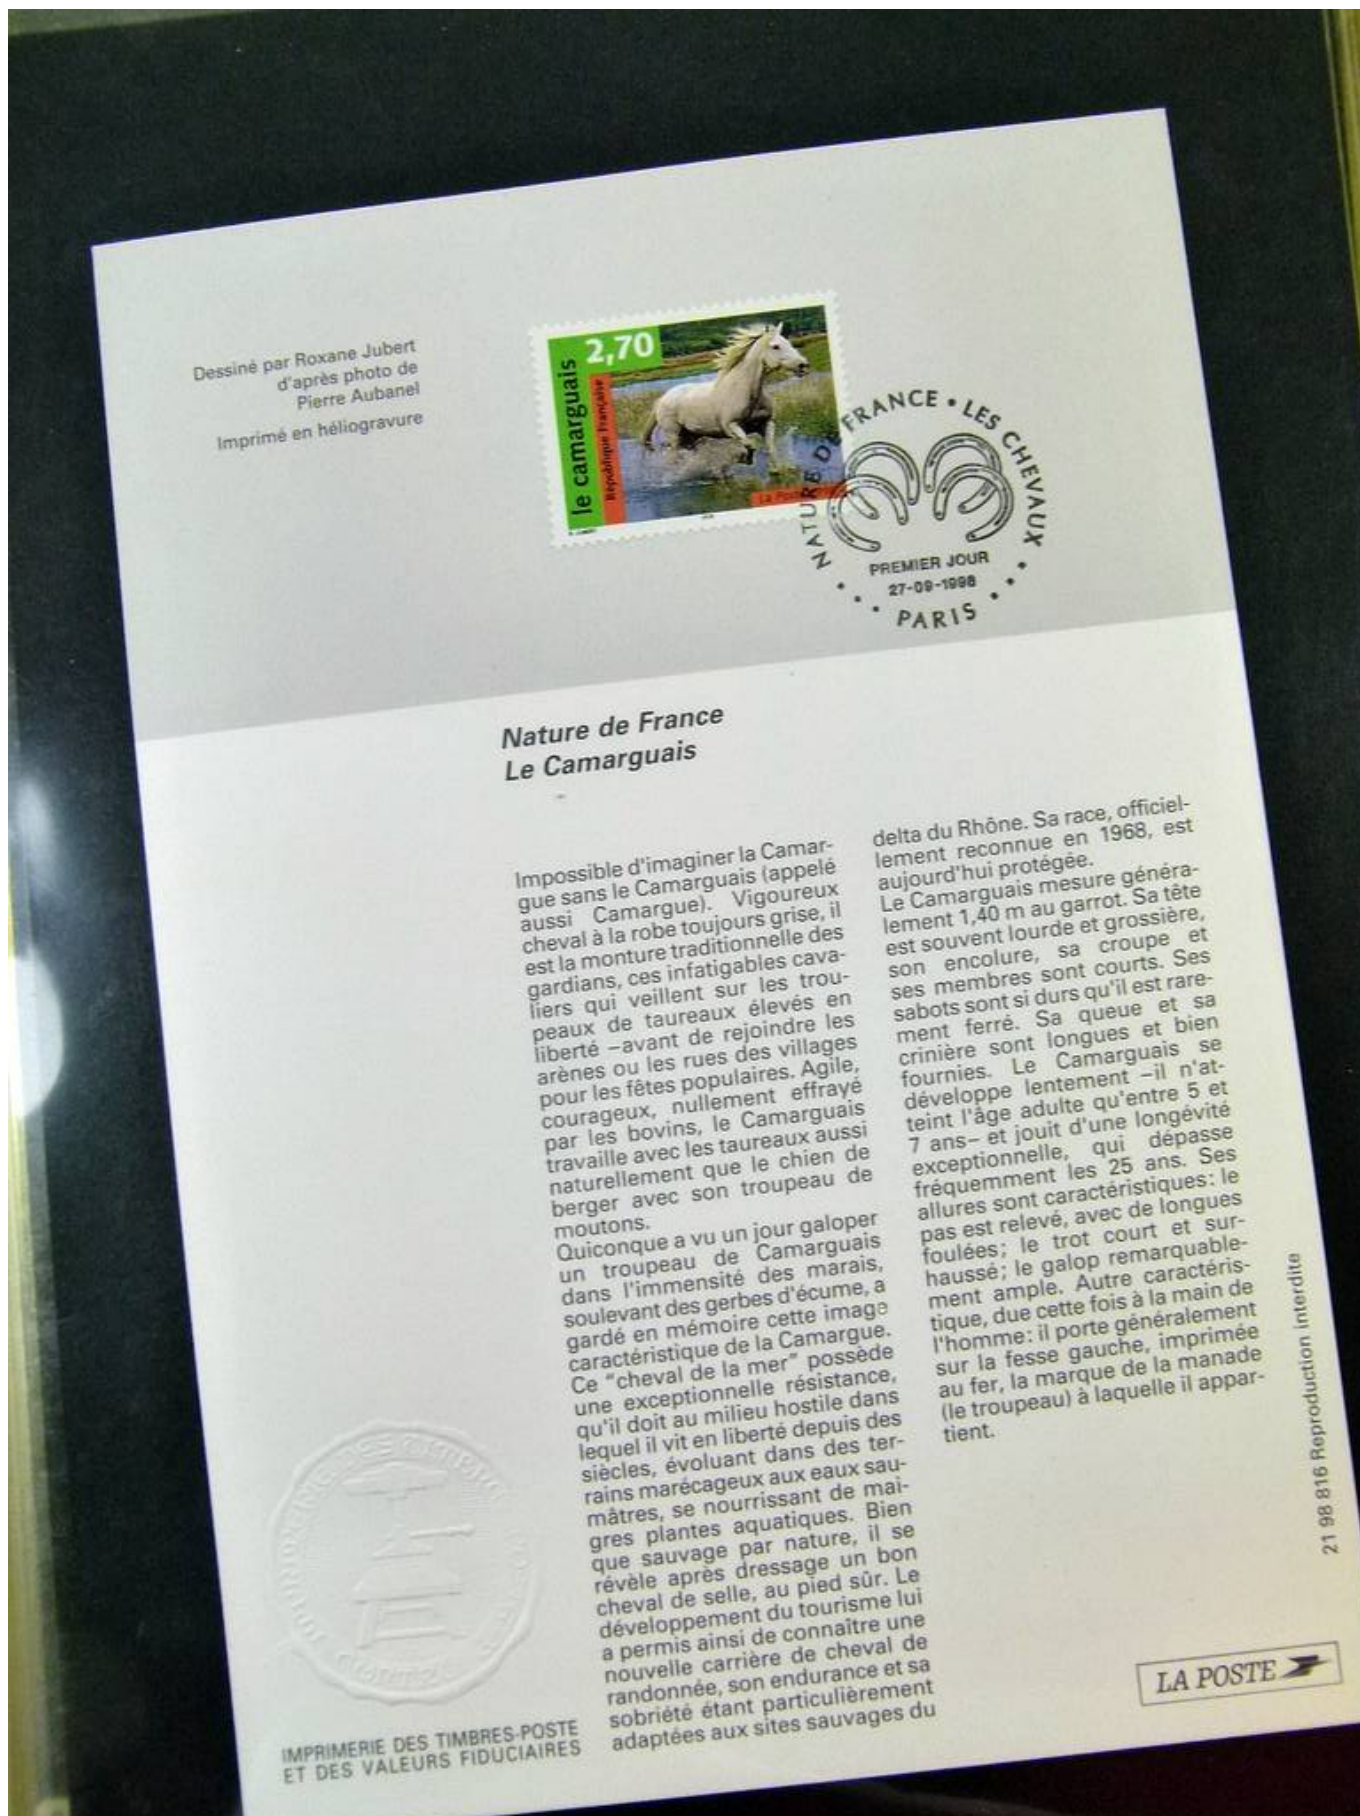 Dessiné par Roxane Jubert
d'après photo de
Pierre Aubanel
Imprimé en héliogravure
le camarguais
2,70
République Française
La Poste
NATURE DE FRANCE • LES CHEVAUX
PREMIER JOUR
27-09-1998
PARIS
Nature de France
Le Camarguais
Impossible d'imaginer la Camar-
gue sans le Camarguais (appelé
aussi Camargue). Vigoureux
cheval à la robe toujours grise, il
est la monture traditionnelle des
gardians, ces infatigables cava-
liers qui veillent sur les trou-
peaux de taureaux élevés en
liberté –avant de rejoindre les
arènes ou les rues des villages
pour les fêtes populaires. Agile,
courageux, nullement effrayé
par les bovins, le Camarguais
travaille avec les taureaux aussi
naturellement que le chien de
berger avec son troupeau de
moutons.
Quiconque a vu un jour galoper
un troupeau de Camarguais
dans l'immensité des marais,
soulevant des gerbes d'écume, a
gardé en mémoire cette image
caractéristique de la Camargue.
Ce "cheval de la mer" possède
une exceptionnelle résistance,
qu'il doit au milieu hostile dans
lequel il vit en liberté depuis des
siècles, évoluant dans des ter-
rains marécageux aux eaux sau-
mâtres, se nourrissant de mai-
gres plantes aquatiques. Bien
que sauvage par nature, il se
révèle après dressage un bon
cheval de selle, au pied sûr. Le
développement du tourisme lui
a permis ainsi de connaître une
nouvelle carrière de cheval de
randonnée, son endurance et sa
sobriété étant particulièrement
adaptées aux sites sauvages du
delta du Rhône. Sa race, officiel-
lement reconnue en 1968, est
aujourd'hui protégée.
Le Camarguais mesure généra-
lement 1,40 m au garrot. Sa tête
est souvent lourde et grossière,
son encolure, sa croupe et
ses membres sont courts. Ses
sabots sont si durs qu'il est rare-
ment ferré. Sa queue et sa
crinière sont longues et bien
fournies. Le Camarguais se
développe lentement –il n'at-
teint l'âge adulte qu'entre 5 et
7 ans– et jouit d'une longévité
exceptionnelle, qui dépasse
fréquemment les 25 ans. Ses
allures sont caractéristiques: le
pas est relevé, avec de longues
foulées; le trot court et sur-
haussé; le galop remarquable-
ment ample. Autre caractéris-
tique, due cette fois à la main de
l'homme: il porte généralement
sur la fesse gauche, imprimée
au fer, la marque de la manade
(le troupeau) à laquelle il appar-
tient.
21 98 816 Reproduction interdite
IMPRIMERIE DES TIMBRES-POSTE
ET DES VALEURS FIDUCIAIRES
LA POSTE